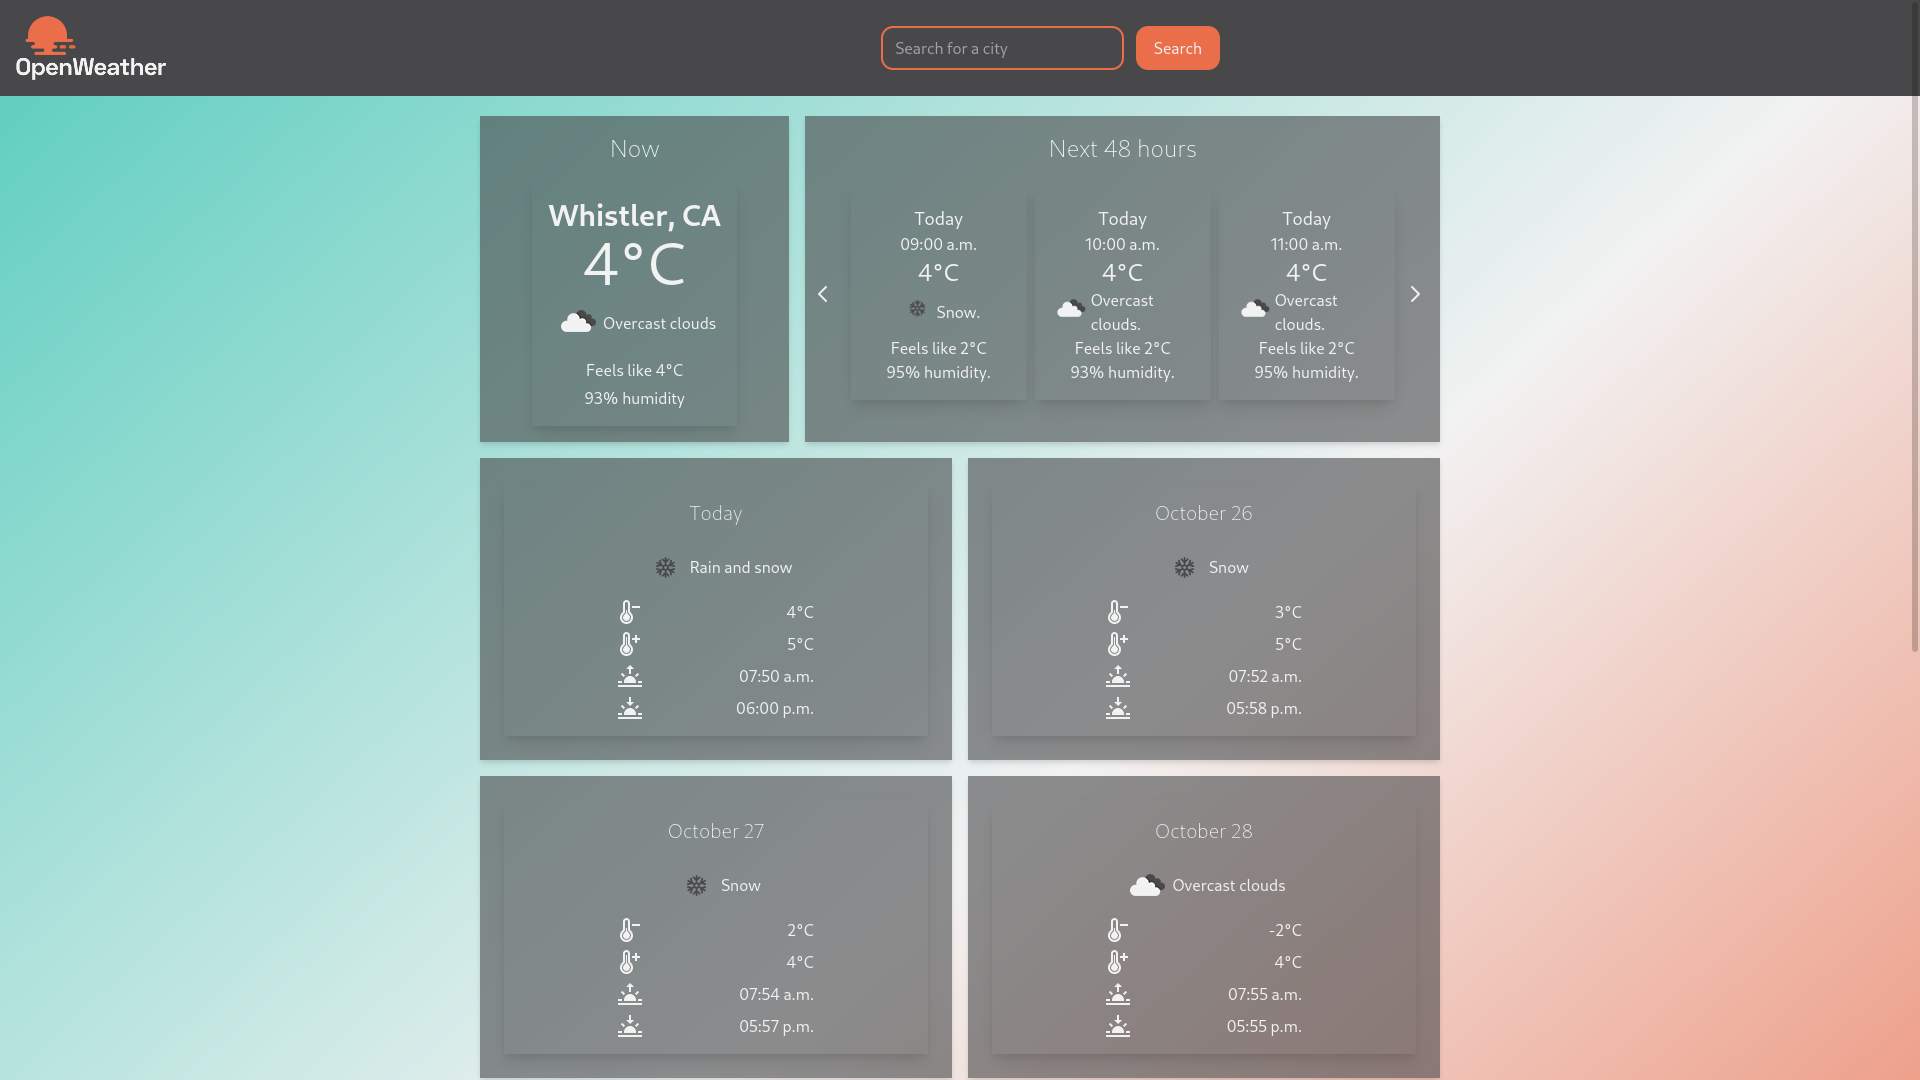 OpenWeather
Search for a city
Search
Now
Whistler, CA
4°C
Overcast clouds
Feels like 4°C
93% humidity
Next 48 hours
Today
09:00 a.m.
4°C
Snow.
Feels like 2°C
95% humidity.
Today
10:00 a.m.
4°C
Overcast
clouds.
Feels like 2°C
93% humidity.
Today
11:00 a.m.
4°C
Overcast
clouds.
Feels like 2°C
95% humidity.
Today
Rain and snow
4°C
5°C
07:50 a.m.
06:00 p.m.
October 26
Snow
3°C
5°C
07:52 a.m.
05:58 p.m.
October 27
Snow
2°C
4°C
07:54 a.m.
05:57 p.m.
October 28
Overcast clouds
-2°C
4°C
07:55 a.m.
05:55 p.m.